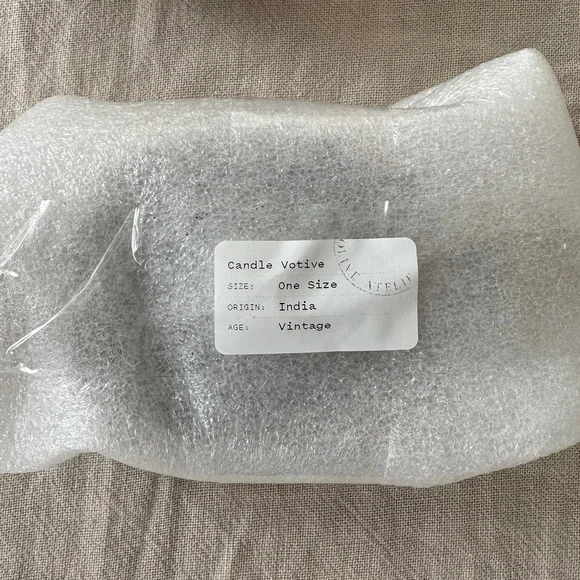 Candle Votive
SIZE: One Size
ORIGIN: India
AGE: Vintage